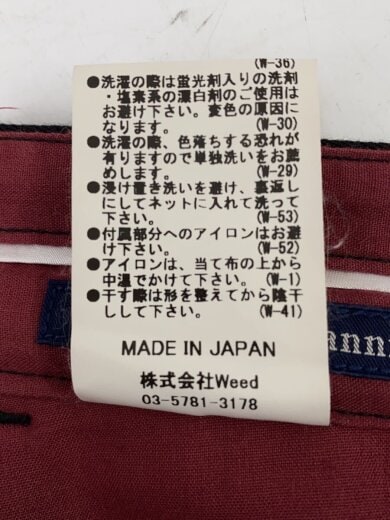 (W-36)
●洗濯の際は蛍光剤入りの洗剤
・塩素系の漂白剤のご使用は
お避け下さい。変色の原因に
なります。 (W-30)
●洗濯の際、色落ちする恐れが
有りますので単独洗いをお薦
めします。 (W-29)
●浸け置き洗いを避け、裏返し
にしてネットに入れて洗って
下さい。 (W-53)
●付属部分へのアイロンはお避
け下さい。 (W-52)
●アイロンは、当て布の上から
中温でかけて下さい。(W-1)
●干す際は形を整えてから陰干
しして下さい。 (W-41)
MADE IN JAPAN
株式会社Weed
03-5781-3178